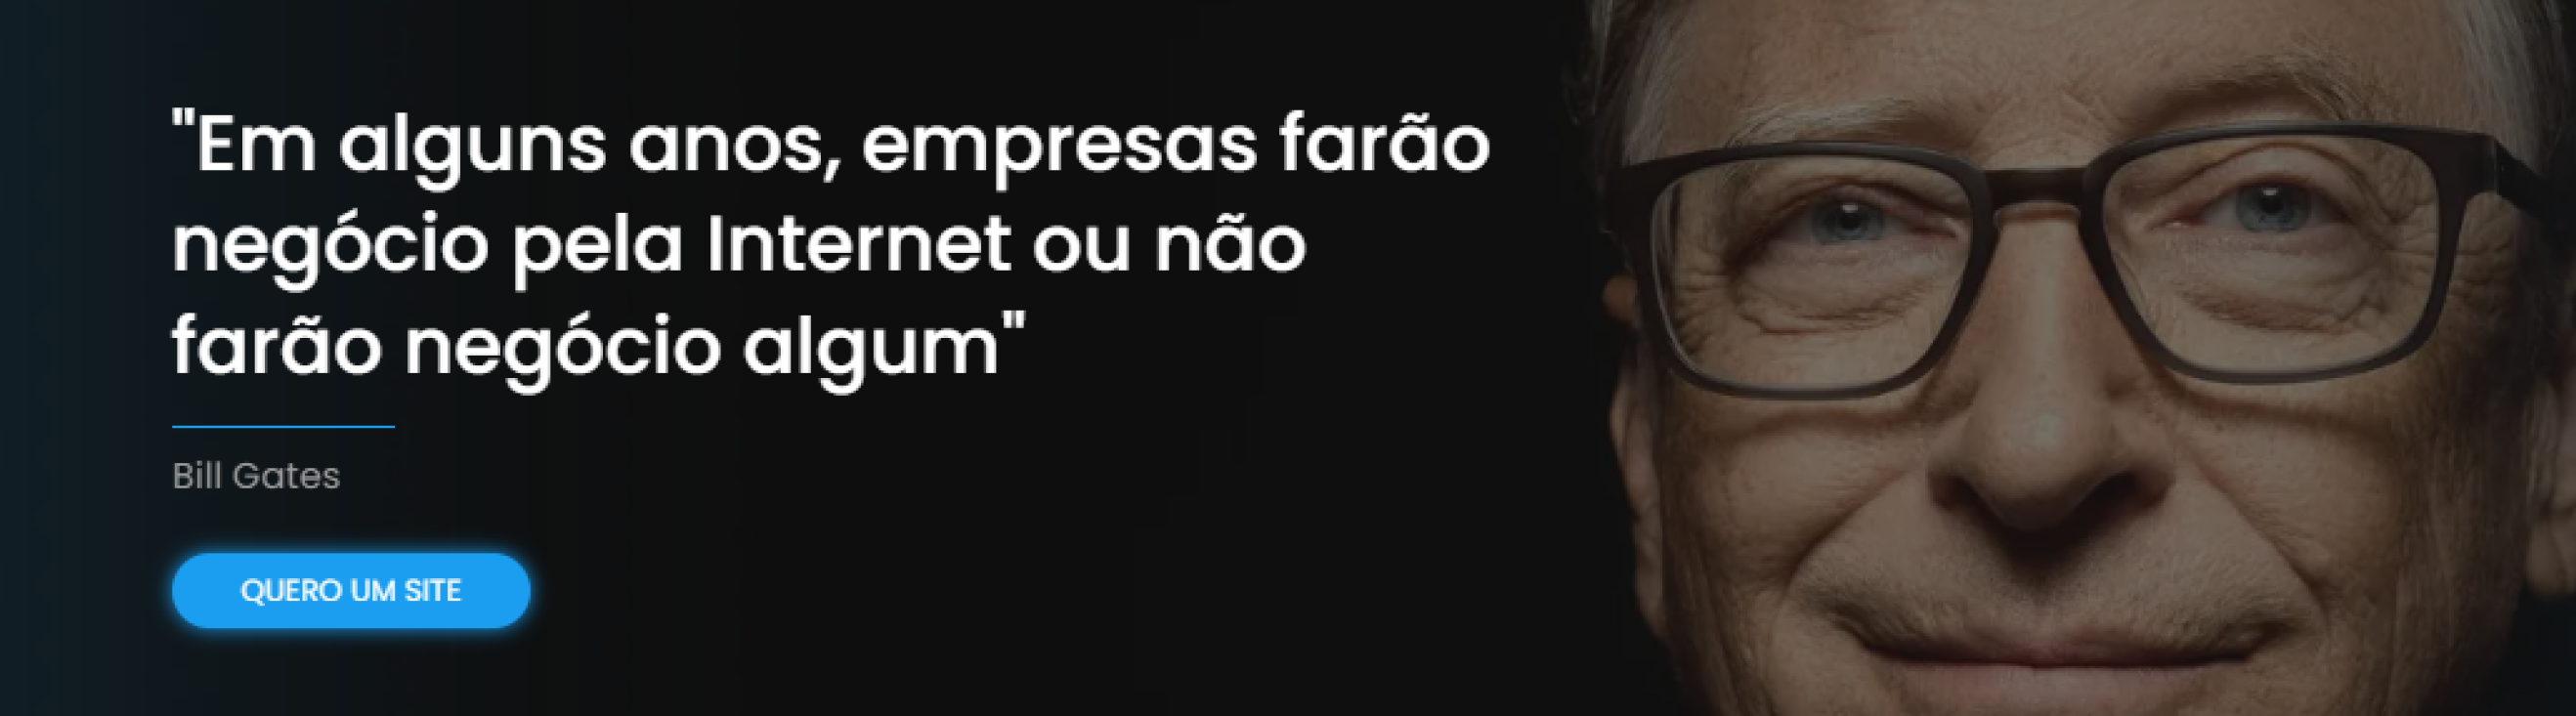 "Em alguns anos, empresas farão
negócio pela Internet ou não
farão negócio algum"
Bill Gates
QUERO UM SITE